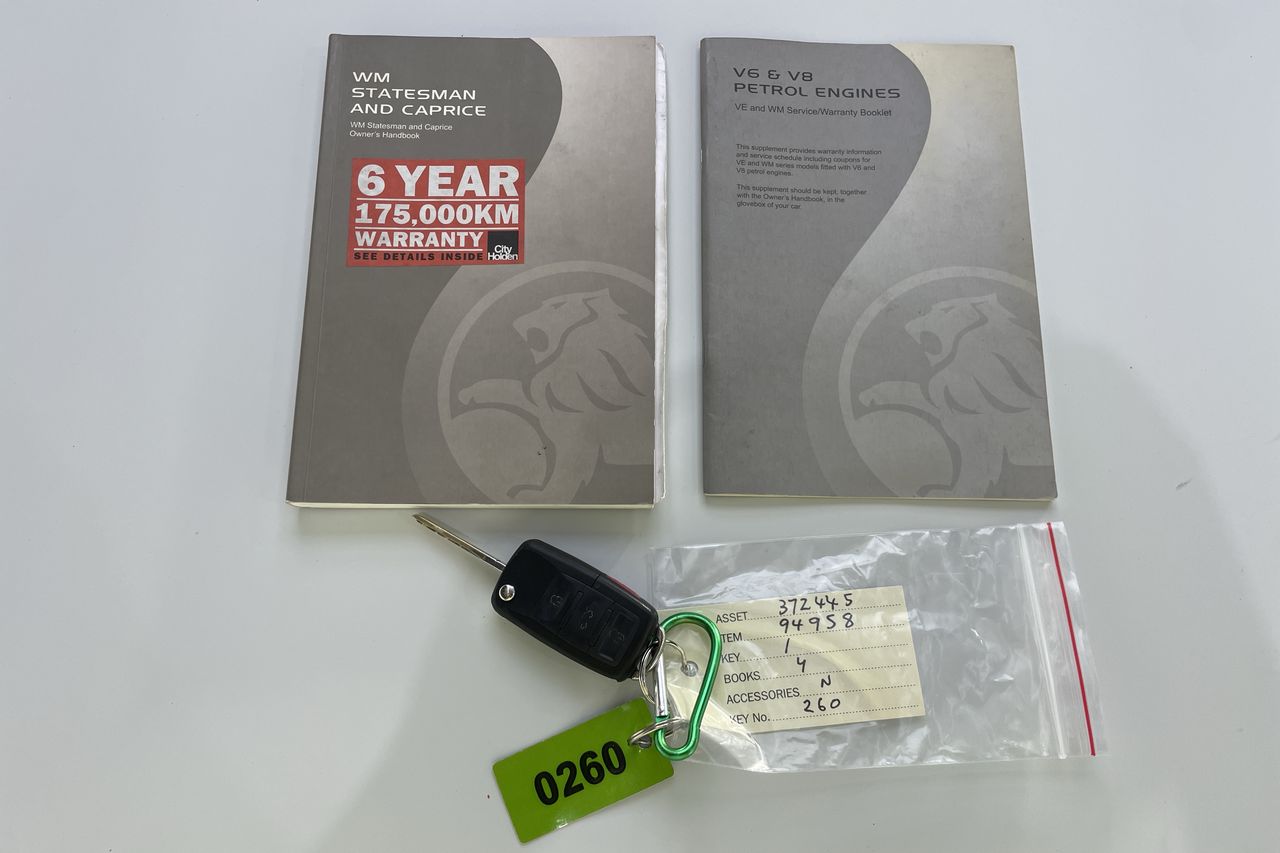 WM
STATESMAN
AND CAPRICE
WM Statesman and Caprice
Owner's Handbook
6 YEAR
175,000KM
WARRANTY
SEE DETAILS INSIDE
City
Holden
V6 & V8
PETROL ENGINES
VE and WM Service/Warranty Booklet
This supplement provides warranty information
and service schedule including coupons for
VE and WM series models fitted with V6 and
V8 petrol engines.
This supplement should be kept, together
with the Owner's Handbook, in the
glovebox of your car.
ASSET 372445
ITEM 94958
KEY 1
BOOKS 4
ACCESSORIES N
KEY No. 260
0260